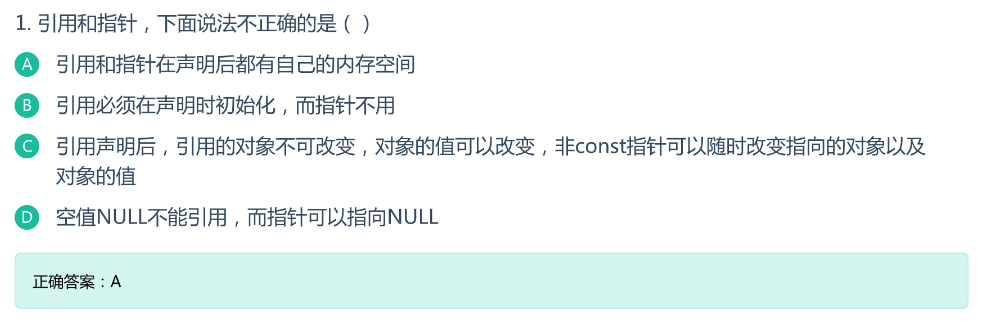 1. 引用和指针，下面说法不正确的是（ ）
A 引用和指针在声明后都有自己的内存空间
B 引用必须在声明时初始化，而指针不用
C 引用声明后，引用的对象不可改变，对象的值可以改变，非const指针可以随时改变指向的对象以及
对象的值
D 空值NULL不能引用，而指针可以指向NULL
正确答案：A